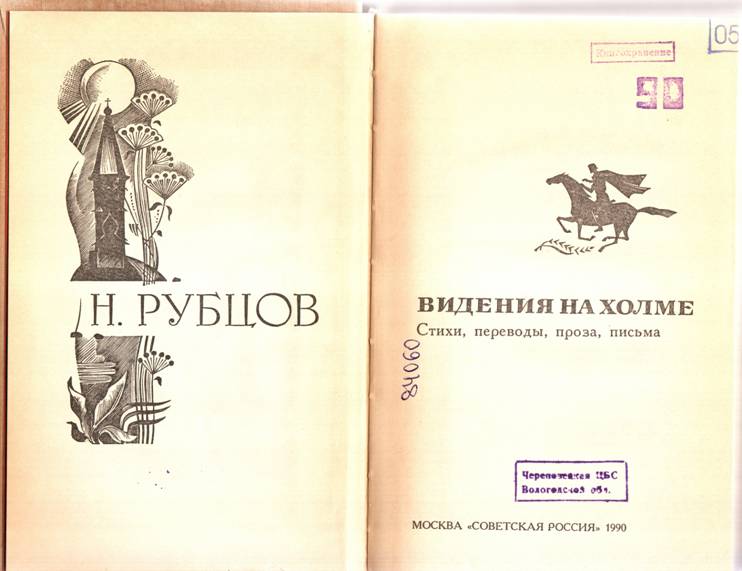 Н. РУБЦОВ
Книгохранение
05
90
ВИДЕНИЯ НА ХОЛМЕ
Стихи, переводы, проза, письма
84060
Череповецкая ЦБС
Вологодской обл.
МОСКВА «СОВЕТСКАЯ РОССИЯ» 1990